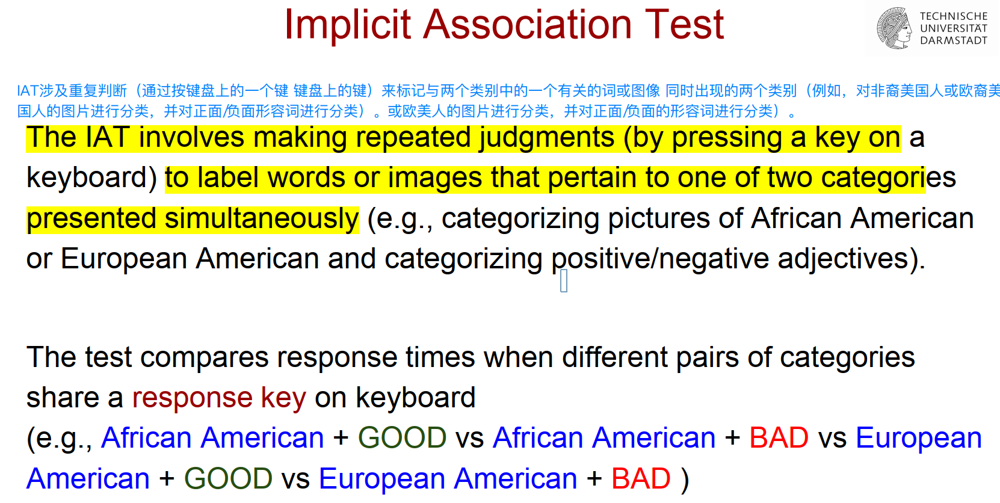 Implicit Association Test
TECHNISCHE
UNIVERSITÄT
DARMSTADT
IAT涉及重复判断（通过按键盘上的一个键 键盘上的键）来标记与两个类别中的一个有关的词或图像 同时出现的两个类别（例如，对非裔美国人或欧裔美
国人的图片进行分类，并对正面/负面形容词进行分类）。或欧美人的图片进行分类，并对正面/负面的形容词进行分类）。
The IAT involves making repeated judgments (by pressing a key on a
keyboard) to label words or images that pertain to one of two categories
presented simultaneously (e.g., categorizing pictures of African American
or European American and categorizing positive/negative adjectives).
The test compares response times when different pairs of categories
share a response key on keyboard
(e.g., African American + GOOD vs African American + BAD vs European
American + GOOD vs European American + BAD )